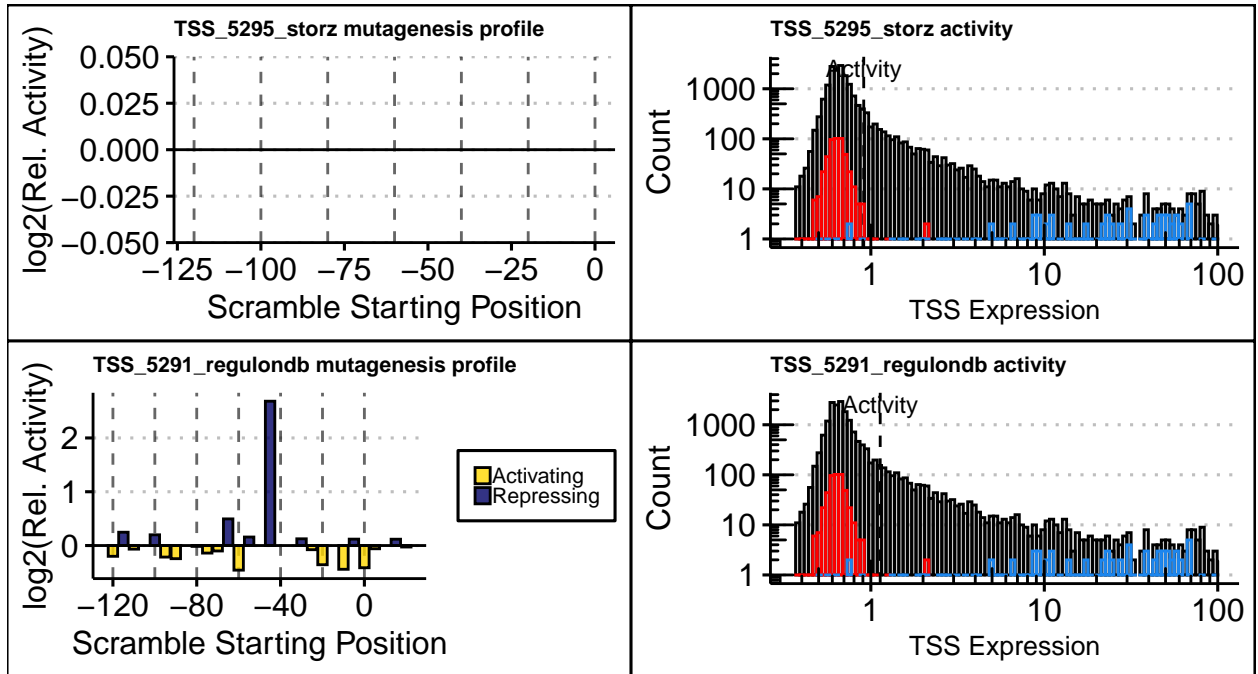 TSS_5295_storz mutagenesis profile
log2(Rel. Activity)
0.050
0.025
0.000
−0.025
−0.050
−125 −100 −75 −50 −25 0
Scramble Starting Position
TSS_5295_storz activity
Activity
Count
1000
100
10
1
1 10 100
TSS Expression
TSS_5291_regulondb mutagenesis profile
log2(Rel. Activity)
2
1
0
−120 −80 −40 0
Scramble Starting Position
Activating
Repressing
TSS_5291_regulondb activity
Activity
Count
1000
100
10
1
1 10 100
TSS Expression